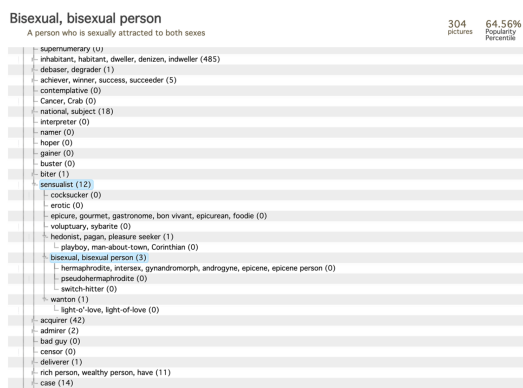 Bisexual, bisexual person
A person who is sexually attracted to both sexes
304
pictures
64.56%
Popularity
Percentile
supernumerary (0)
inhabitant, habitant, dweller, denizen, indweller (485)
debaser, degrader (1)
achiever, winner, success, succeeder (5)
contemplative (0)
Cancer, Crab (0)
national, subject (18)
interpreter (0)
namer (0)
hoper (0)
gainer (0)
buster (0)
biter (1)
sensualist (12)
cocksucker (0)
erotic (0)
epicure, gourmet, gastronome, bon vivant, epicurean, foodie (0)
voluptuary, sybarite (0)
hedonist, pagan, pleasure seeker (1)
playboy, man-about-town, Corinthian (0)
bisexual, bisexual person (3)
hermaphrodite, intersex, gynandromorph, androgyne, epicene, epicene person (0)
pseudohermaphrodite (0)
switch-hitter (0)
wanton (1)
light-o'-love, light-of-love (0)
acquirer (42)
admirer (2)
bad guy (0)
censor (0)
deliverer (1)
rich person, wealthy person, have (11)
case (14)